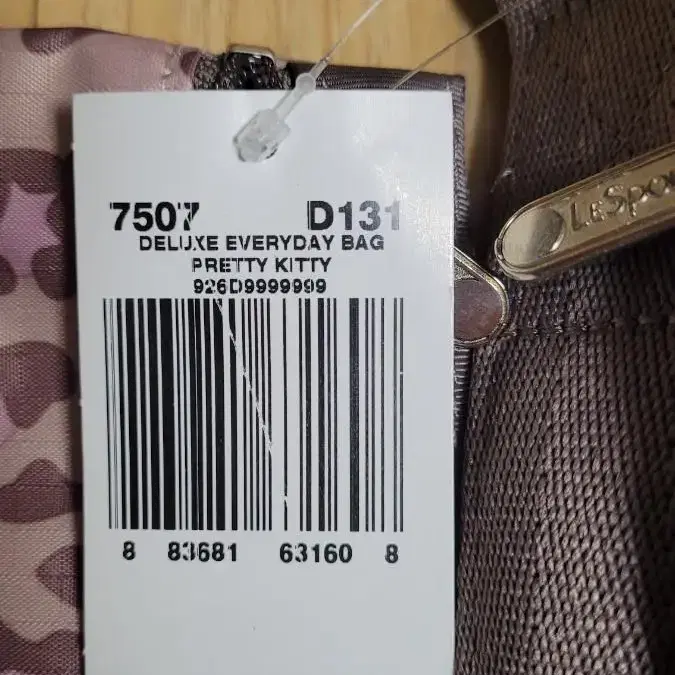 7507 D131
DELUXE EVERYDAY BAG
PRETTY KITTY
926D9999999
8 83681 63160 8
LeSpo